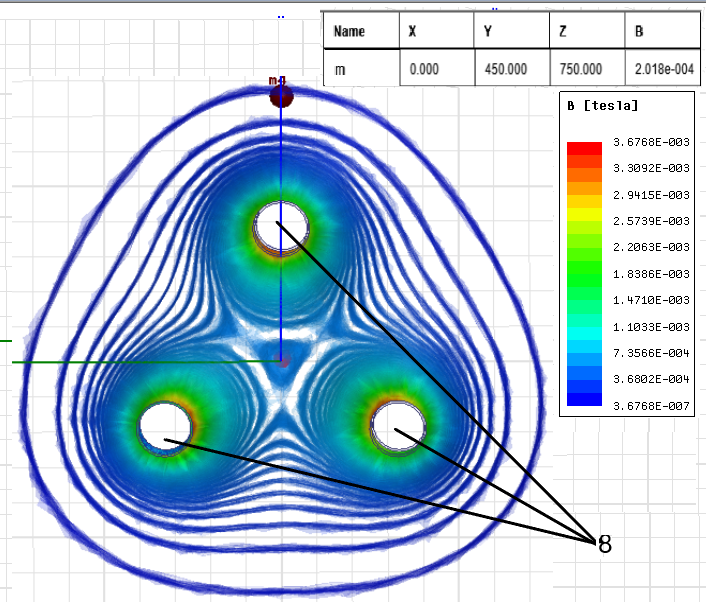 Name X Y Z B
m 0.000 450.000 750.000 2.018e-004
B [tesla]
3.6768E-003
3.3092E-003
2.9415E-003
2.5739E-003
2.2063E-003
1.8386E-003
1.4710E-003
1.1033E-003
7.3566E-004
3.6802E-004
3.6768E-007
8